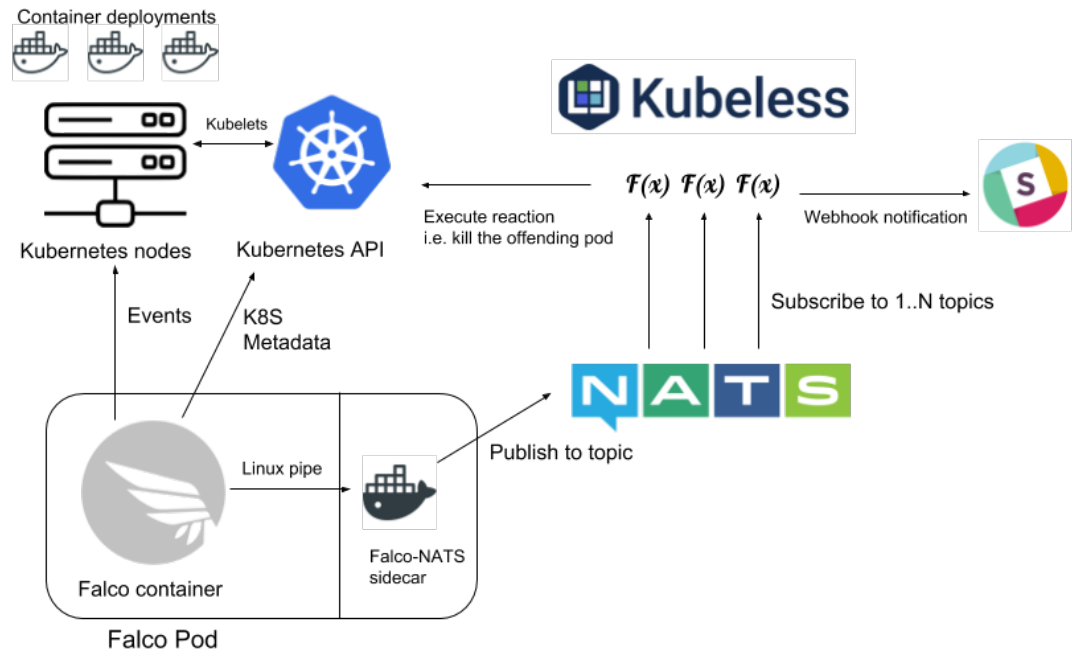 Container deployments
Kubelets
Kubernetes nodes
Kubernetes API
Kubeless
F(x) F(x) F(x)
S
Execute reaction
i.e. kill the offending pod
Webhook notification
Events
K8S
Metadata
Subscribe to 1..N topics
NATS
Publish to topic
Linux pipe
Falco-NATS
sidecar
Falco container
Falco Pod